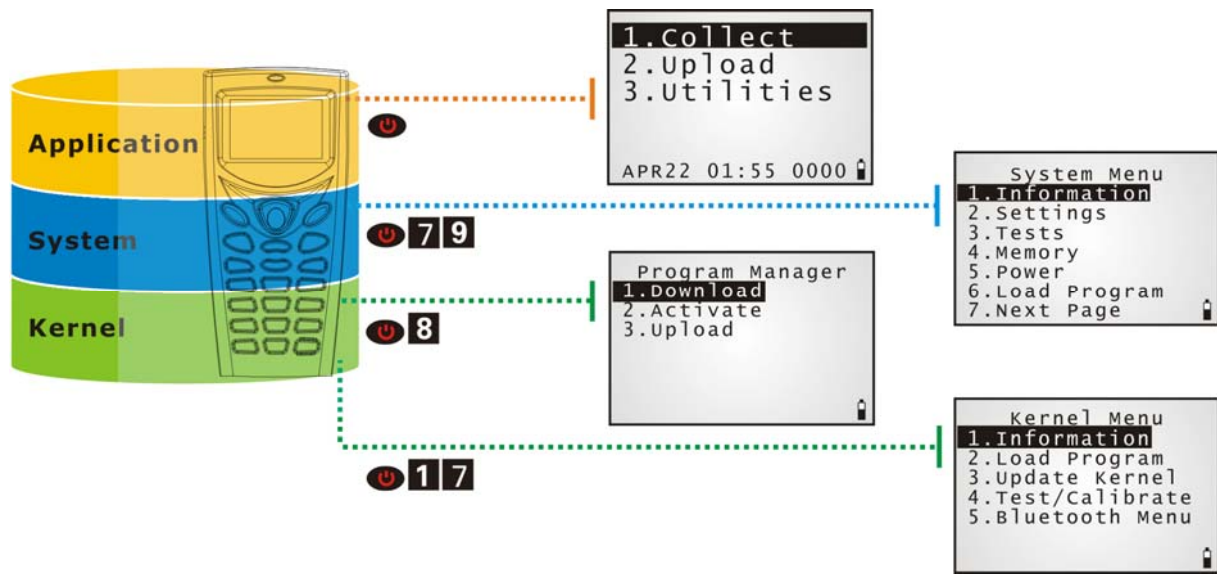 Application
System
Kernel
1.Collect
2.Upload
3.Utilities
APR22 01:55 0000
7 9
System Menu
1.Information
2.Settings
3.Tests
4.Memory
5.Power
6.Load Program
7.Next Page
8
Program Manager
1.Download
2.Activate
3.Upload
1 7
Kernel Menu
1.Information
2.Load Program
3.Update Kernel
4.Test/Calibrate
5.Bluetooth Menu